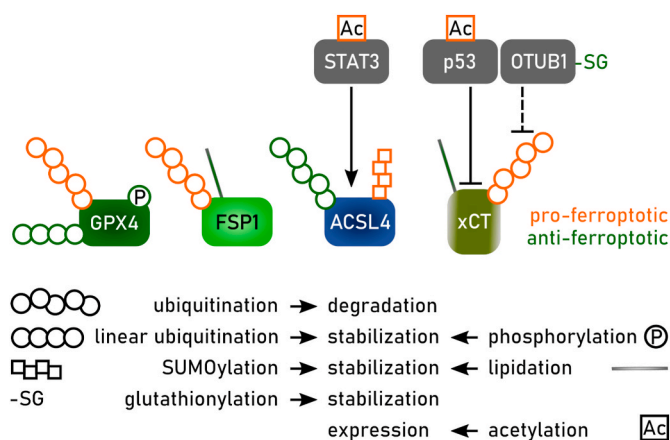 Ac Ac
STAT3 p53 OTUB1 -SG
P
GPX4 FSP1 ACSL4 xCT
pro-ferroptotic
anti-ferroptotic
ubiquitination degradation
linear ubiquitination stabilization phosphorylation P
SUMOylation stabilization lipidation
-SG glutathionylation stabilization
expression acetylation Ac